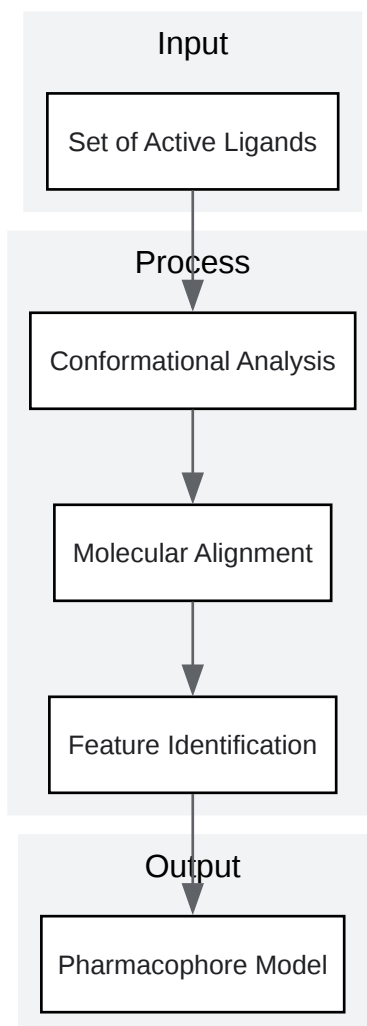 Input
Set of Active Ligands
Process
Conformational Analysis
Molecular Alignment
Feature Identification
Output
Pharmacophore Model